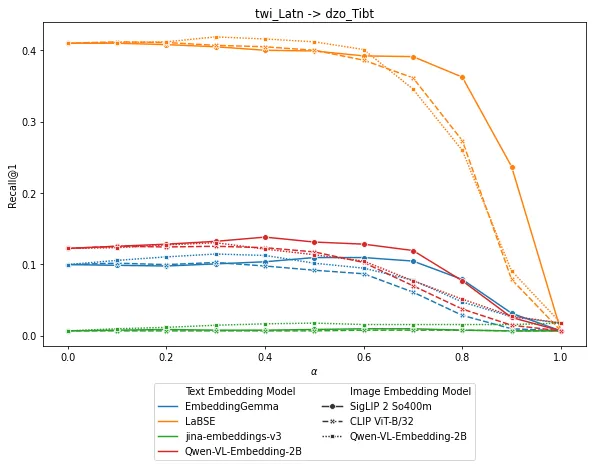 twi_Latn -> dzo_Tibt
Recall@1
0.4
0.3
0.2
0.1
0.0
0.0 0.2 0.4 0.6 0.8 1.0
α
Text Embedding Model
EmbeddingGemma
LaBSE
jina-embeddings-v3
Qwen-VL-Embedding-2B
Image Embedding Model
SigLIP 2 So400m
CLIP ViT-B/32
Qwen-VL-Embedding-2B